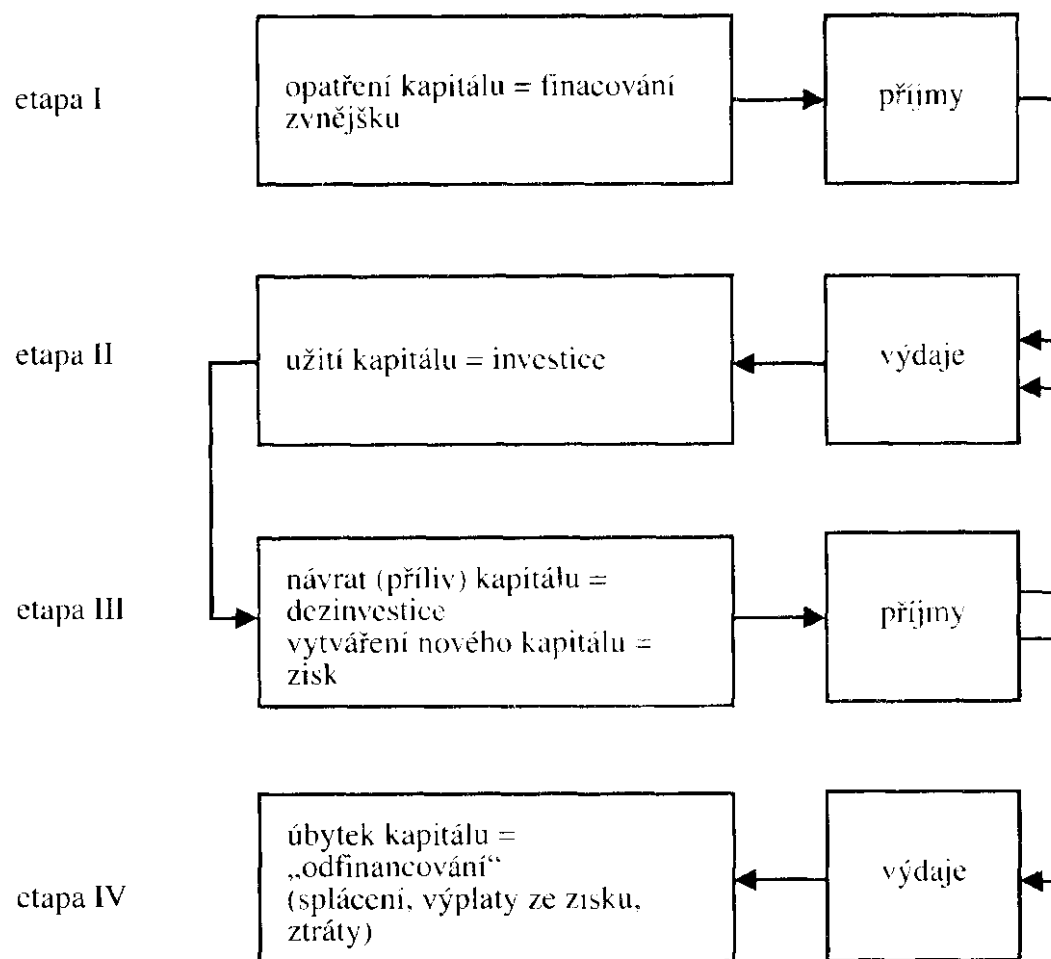 etapa I
opatření kapitálu = finacování
zvnějšku
příjmy
etapa II
užití kapitálu = investice
výdaje
etapa III
návrat (příliv) kapitálu =
dezinvestice
vytváření nového kapitálu =
zisk
příjmy
etapa IV
úbytek kapitálu =
„odfinancování“
(splácení, výplaty ze zisku,
ztráty)
výdaje